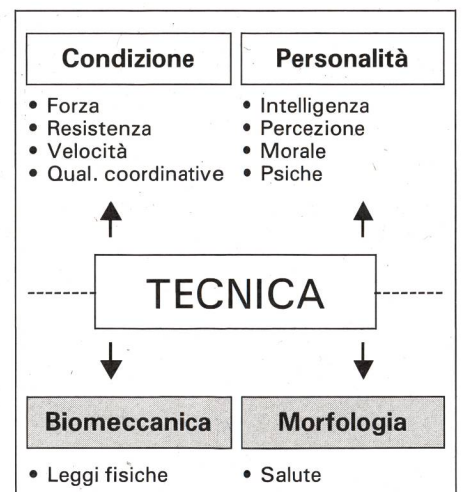 Condizione
• Forza
• Resistenza
• Velocità
• Qual. coordinative
Personalità
• Intelligenza
• Percezione
• Morale
• Psiche
TECNICA
Biomeccanica
• Leggi fisiche
Morfologia
• Salute